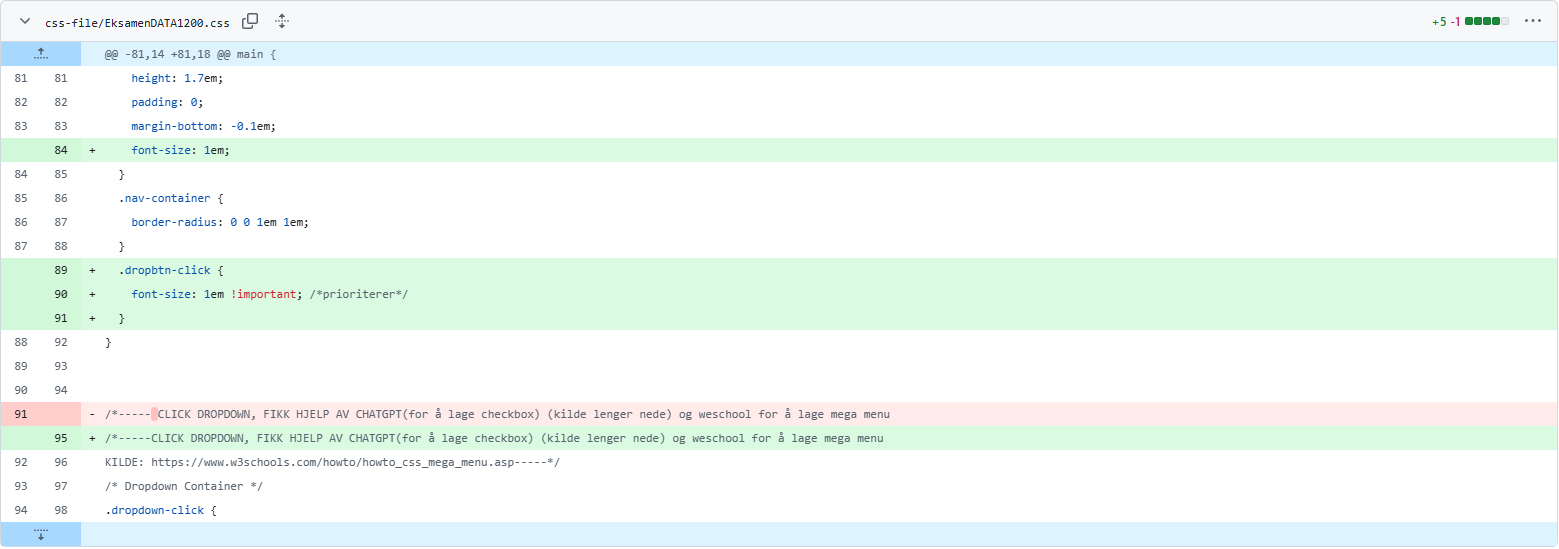 css-file/EksamenDATA1200.css +5 -1
@@ -81,14 +81,18 @@ main {
81 81 height: 1.7em;
82 82 padding: 0;
83 83 margin-bottom: -0.1em;
84 + font-size: 1em;
84 85 }
85 86 .nav-container {
86 87 border-radius: 0 0 1em 1em;
87 88 }
89 + .dropbtn-click {
90 + font-size: 1em !important; /*prioriterer*/
91 + }
88 92 }
89 93
90 94
91 - /*----- CLICK DROPDOWN, FIKK HJELP AV CHATGPT(for å lage checkbox) (kilde lenger nede) og weschool for å lage mega menu
95 + /*-----CLICK DROPDOWN, FIKK HJELP AV CHATGPT(for å lage checkbox) (kilde lenger nede) og weschool for å lage mega menu
92 96 KILDE: https://www.w3schools.com/howto/howto_css_mega_menu.asp-----*/
93 97 /* Dropdown Container */
94 98 .dropdown-click {